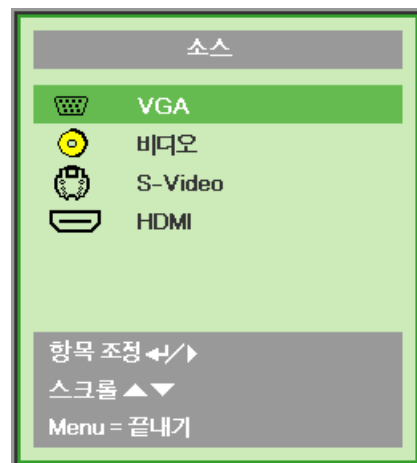 소스
VGA
비디오
S-Video
HDMI
항목 조정 ↵/▶
스크롤 ▲▼
Menu = 끝내기